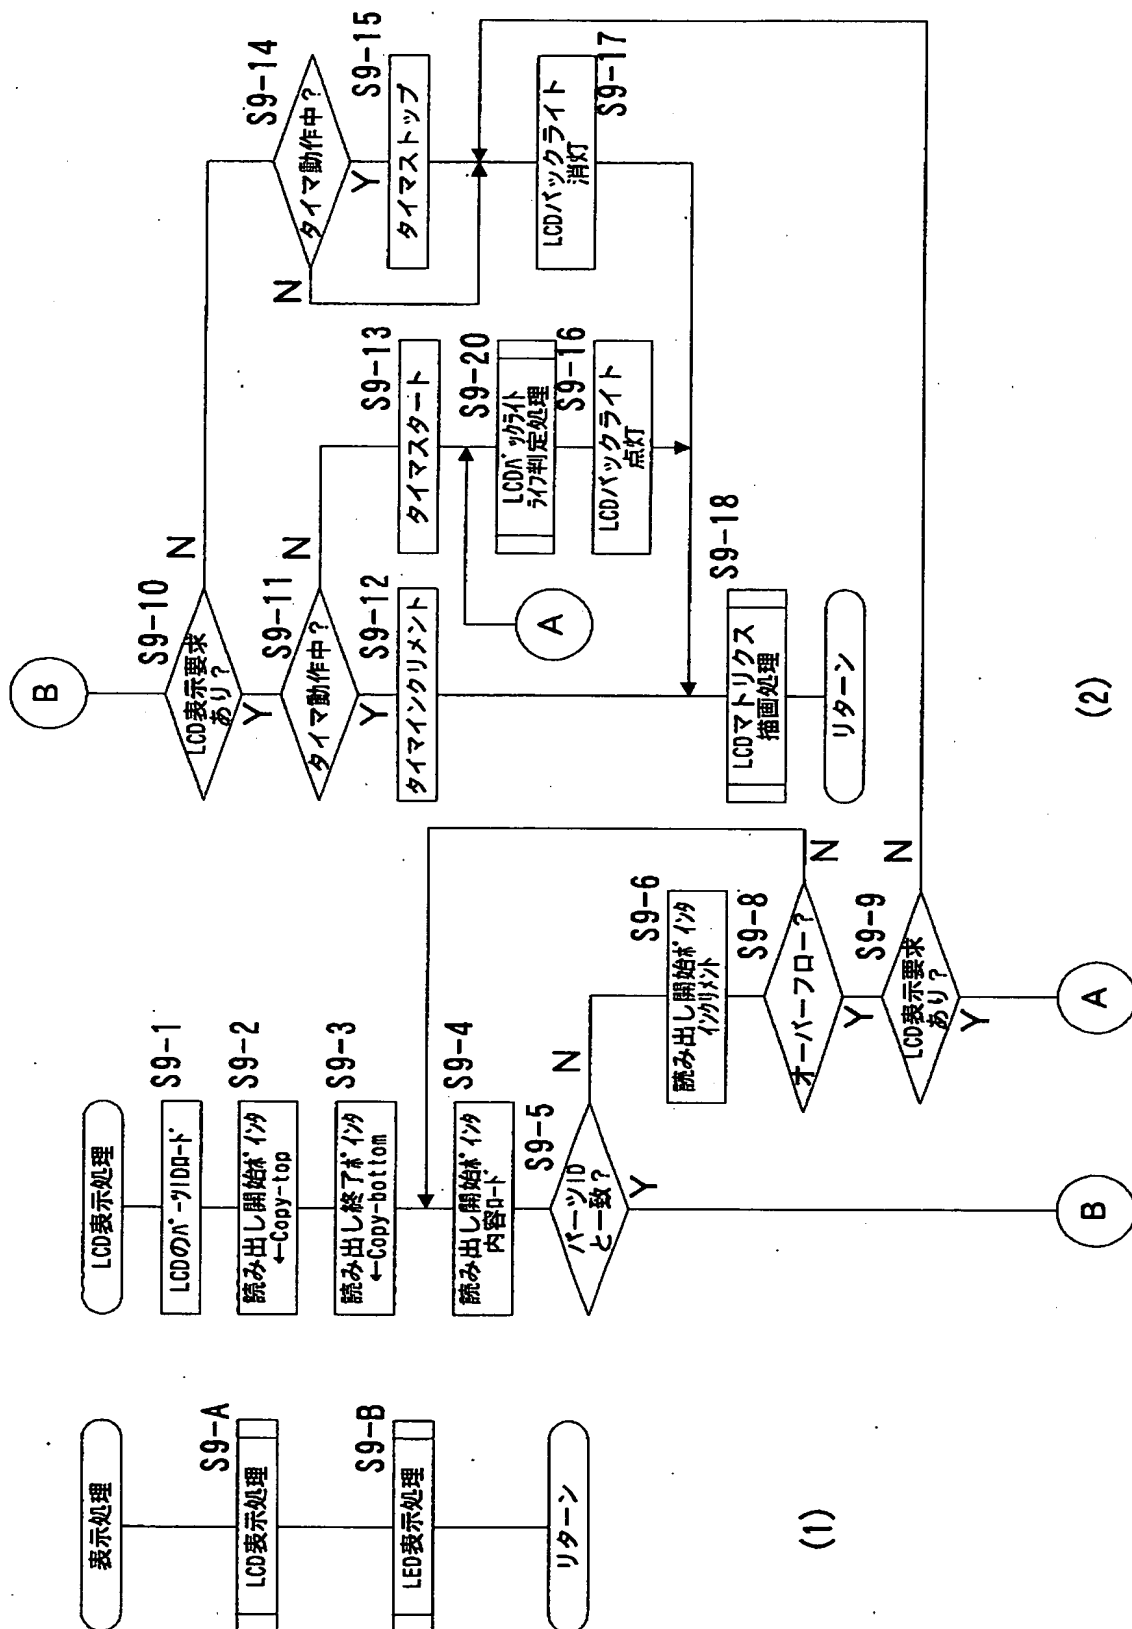 表示処理
S9-A
LCD表示処理
S9-B
LED表示処理
リターン
(1)
LCD表示処理
S9-1
LCDのパーツIDロード
S9-2
読み出し開始ポインタ
←Copy-top
S9-3
読み出し終了ポインタ
←Copy-bottom
S9-4
読み出し開始ポインタ
内容ロード
S9-5
パーツID
と一致?
N
Y
S9-6
読み出し開始ポインタ
インクリメント
S9-8
オーバーフロー?
N
Y
S9-9
LCD表示要求
あり?
N
Y
B
A
B
S9-10
LCD表示要求
あり?
N
Y
S9-11
タイマ動作中?
N
Y
S9-12
タイマインクリメント
S9-13
タイマスタート
A
S9-20
LCDバックライト
ライフ判定処理
S9-16
LCDバックライト
点灯
S9-14
タイマ動作中?
N
Y
S9-15
タイマストップ
S9-17
LCDバックライト
消灯
S9-18
LCDマトリクス
描画処理
リターン
(2)